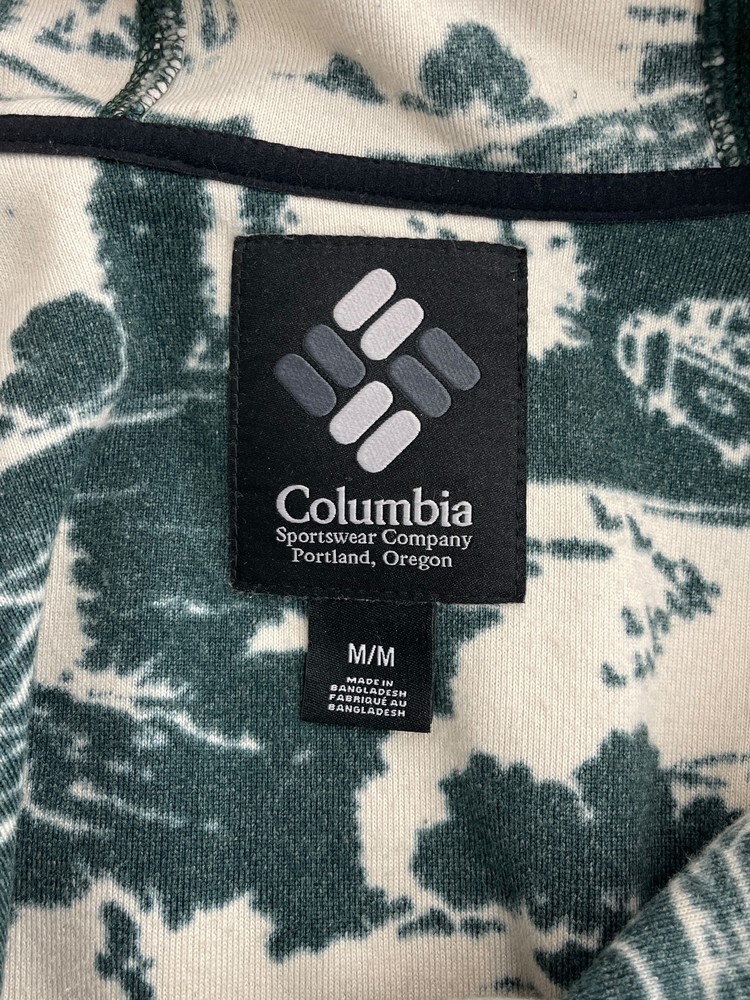 Columbia
Sportswear Company
Portland, Oregon
M/M
MADE IN
BANGLADESH
FABRIQUÉ AU
BANGLADESH